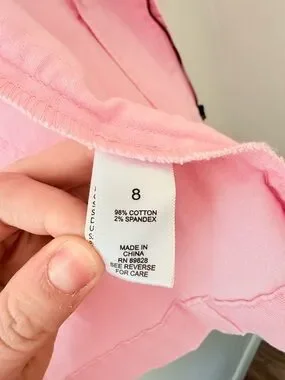 8
98% COTTON
2% SPANDEX
MADE IN
CHINA
RN 89828
SEE REVERSE
FOR CARE